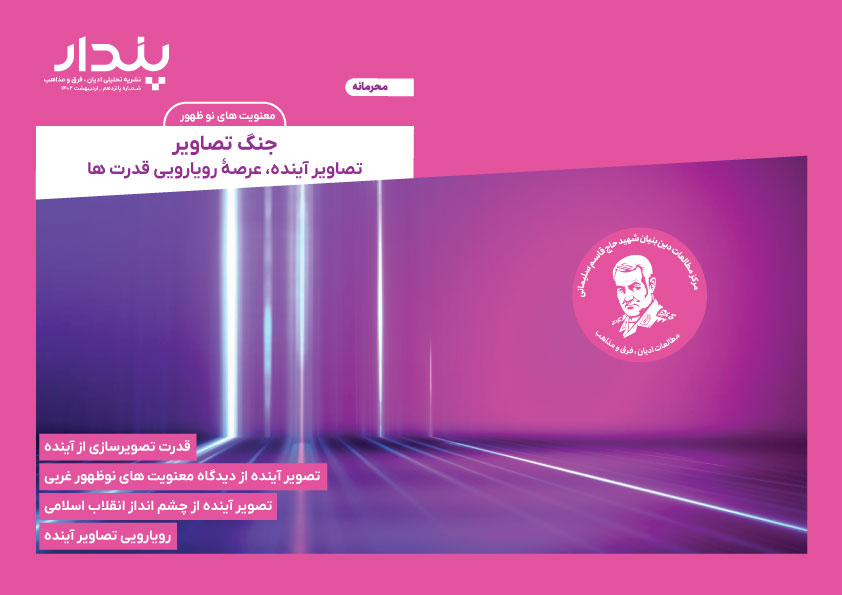 پندار
نشریه تحلیلی ادیان ، فرق و مذاهب
شماره پانزدهم _ اردیبهشت ۱۴۰۲
محرمانه
معنویت های نو ظهور
جنگ تصاویر
تصاویر آینده، عرصهٔ رویارویی قدرت ها
مرکز مطالعات دین بنیان شهید حاج قاسم سلیمانی
مطالعات ادیان ، فرق و مذاهب
قدرت تصویرسازی از آینده
تصویر آینده از دیدگاه معنویت های نوظهور غربی
تصویر آینده از چشم انداز انقلاب اسلامی
رویارویی تصاویر آینده